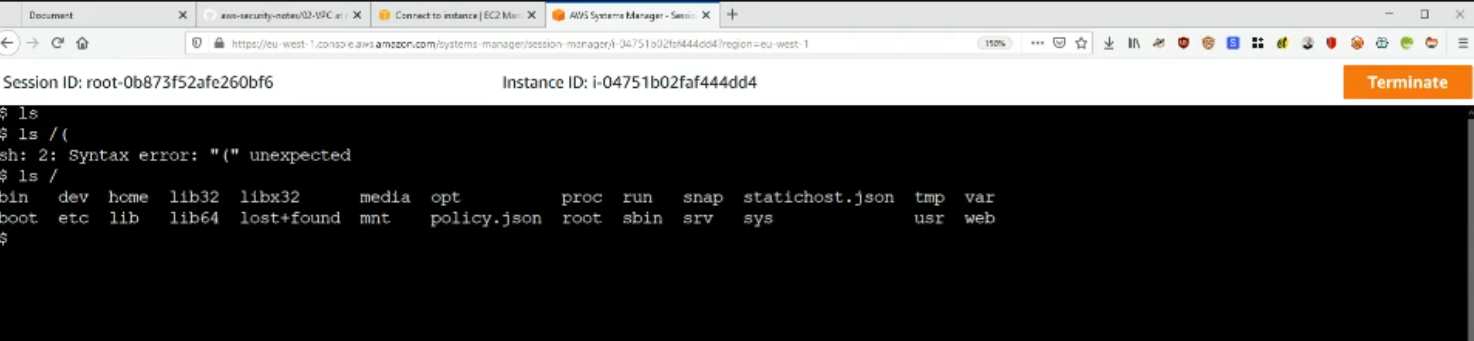 Document
aws-security-notes/02-VPC at
Connect to instance | EC2 Man
AWS Systems Manager - Sessi
https://eu-west-1.console.aws.amazon.com/systems-manager/session-manager/i-04751b02faf444dd4?region=eu-west-1
150%
Session ID: root-0b873f52afe260bf6 Instance ID: i-04751b02faf444dd4 Terminate
$ ls
$ ls /(
sh: 2: Syntax error: "(" unexpected
$ ls /
bin dev home lib32 libx32 media opt proc run snap statichost.json tmp var
boot etc lib lib64 lost+found mnt policy.json root sbin srv sys usr web
$